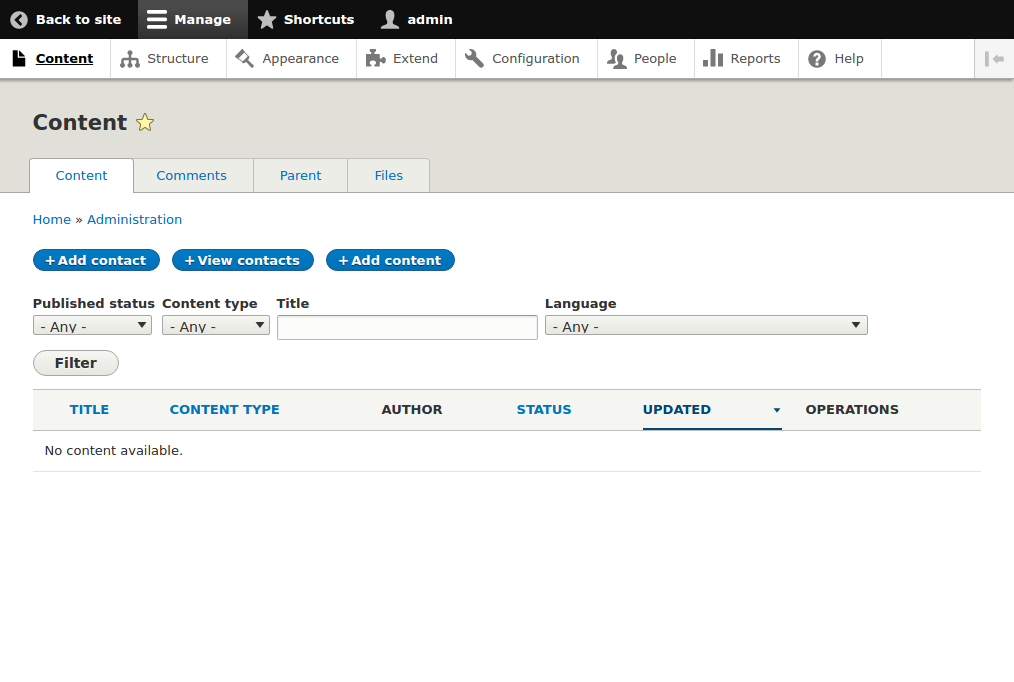 Back to site Manage Shortcuts admin
Content Structure Appearance Extend Configuration People Reports Help
Content
Content Comments Parent Files
Home » Administration
+ Add contact + View contacts + Add content
Published status Content type Title Language
- Any - - Any - - Any -
Filter
TITLE CONTENT TYPE AUTHOR STATUS UPDATED OPERATIONS
No content available.